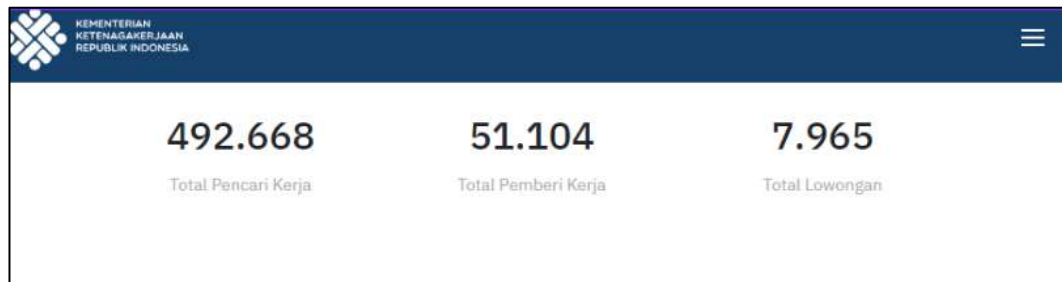 KEMENTERIAN
KETENAGAKERJAAN
REPUBLIK INDONESIA
492.668 51.104 7.965
Total Pencari Kerja Total Pemberi Kerja Total Lowongan